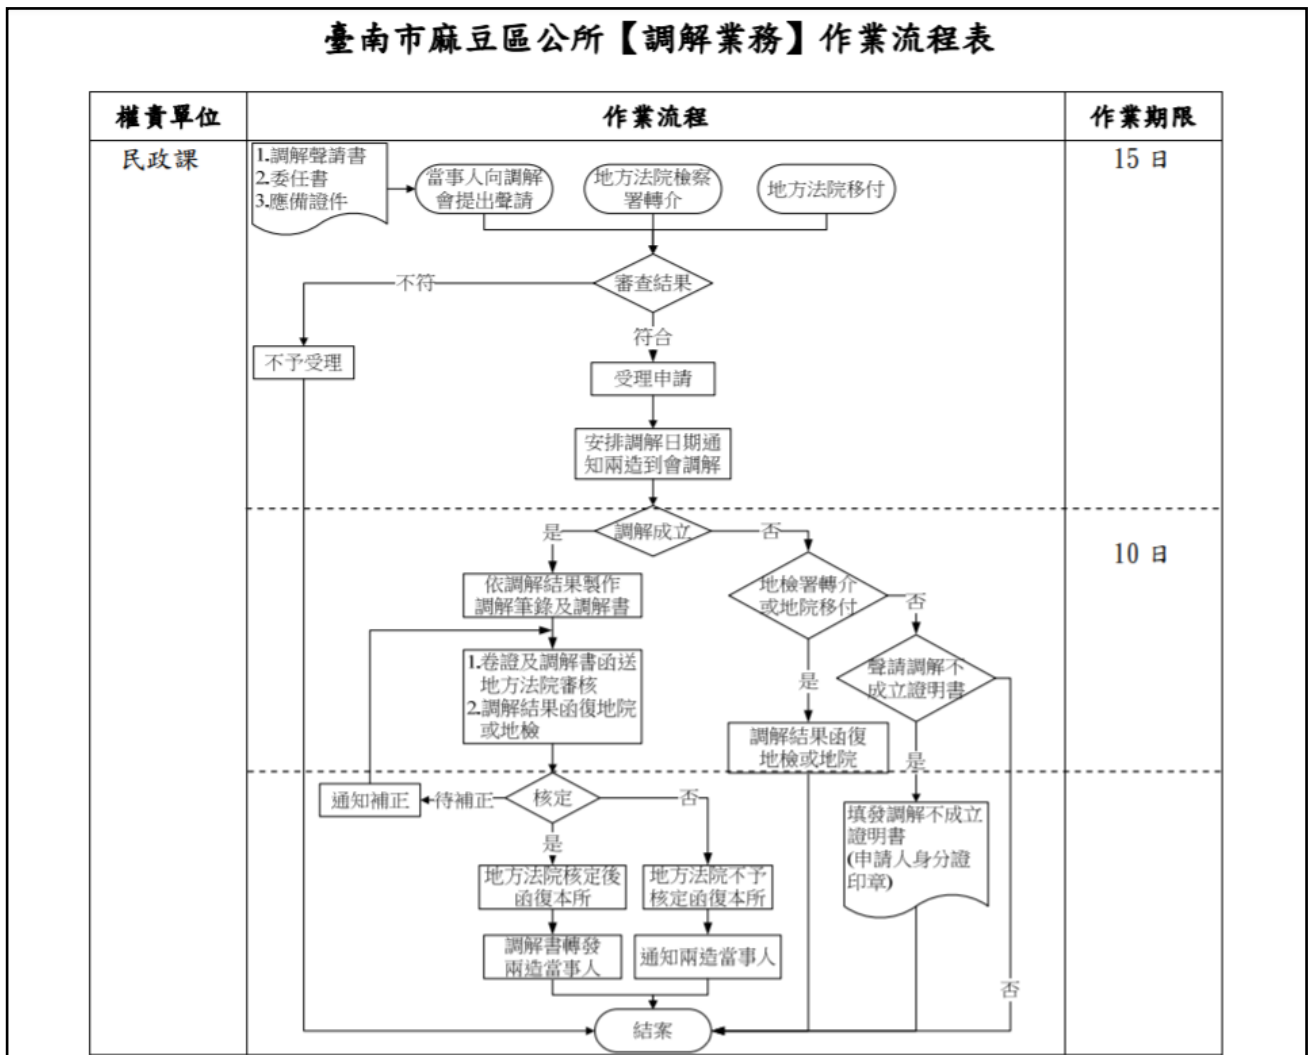 臺南市麻豆區公所【調解業務】作業流程表
權責單位
作業流程
作業期限
民政課
15 日
1.調解聲請書
2.委任書
3.應備證件
當事人向調解
會提出聲請
地方法院檢察
署轉介
地方法院移付
審查結果
不符
符合
不予受理
受理申請
安排調解日期通
知兩造到會調解
調解成立
是
否
10 日
依調解結果製作
調解筆錄及調解書
地檢署轉介
或地院移付
否
1.卷證及調解書函送
地方法院審核
2.調解結果函復地院
或地檢
是
聲請調解不
成立證明書
調解結果函復
地檢或地院
是
通知補正
待補正
核定
否
是
填發調解不成立
證明書
(申請人身分證
印章)
地方法院核定後
函復本所
地方法院不予
核定函復本所
調解書轉發
兩造當事人
通知兩造當事人
否
結案